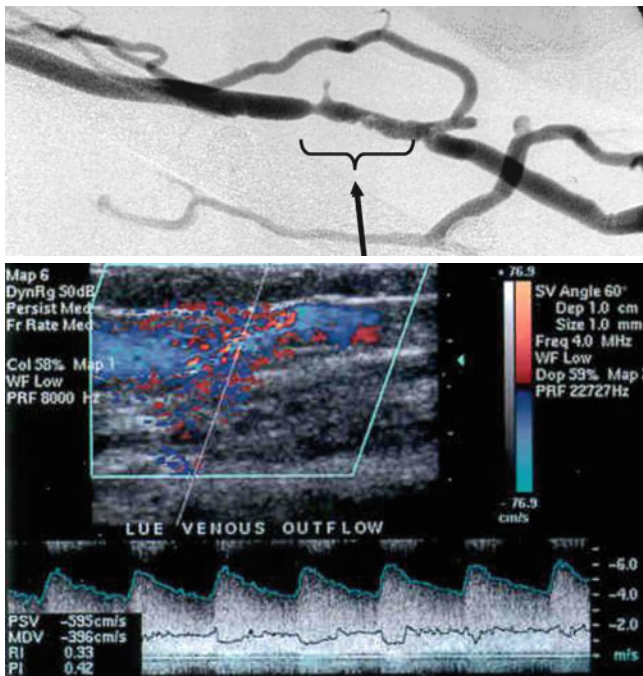 Map 6
DynRg 50dB
Persist Med
Fr Rate Med
Col 58% Map 1
WF Low
PRF 8000 Hz
76.9
SV Angle 60°
Dep 1.0 cm
Size 1.0 mm
Freq 4.0 MHz
WF Low
Dop 59% Map
PRF 22727Hz
- 76.9
cm/s
LUE VENOUS OUTFLOW
-6.0
-4.0
-2.0
m/s
PSV -595cm/s
MDV -396cm/s
RI 0.33
PI 0.42